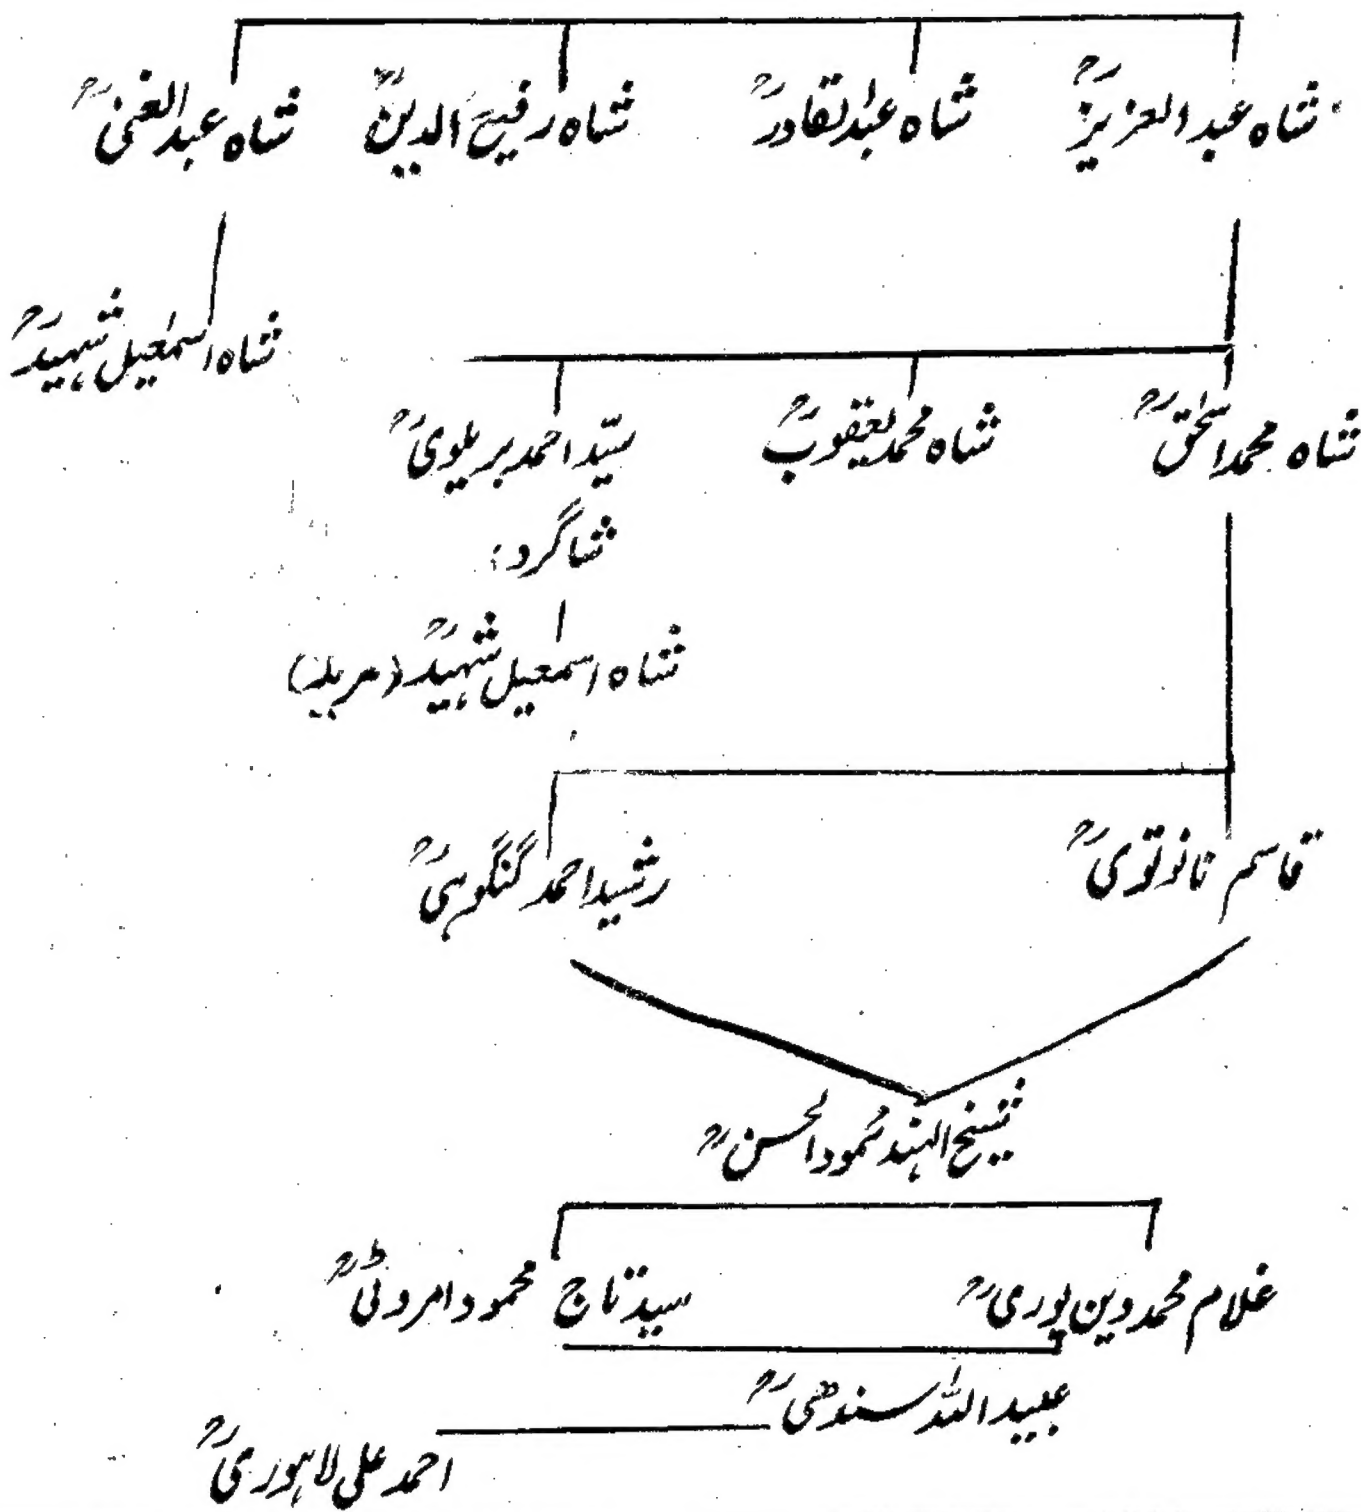 شاہ عبدالعزیزؒ شاہ عبدالقادرؒ شاہ رفیع الدینؒ شاہ عبدالغنیؒ
شاہ اسمٰعیل شہیدؒ
شاہ محمد اسحٰقؒ شاہ محمد یعقوبؒ سیّد احمد بریلویؒ
شاگرد:
شاہ اسمٰعیل شہیدؒ (مرید)
قاسم نانوتویؒ رشید احمد گنگوہیؒ
شیخ الہند محمود الحسنؒ
غلام محمد دین پوریؒ سید تاج محمود امروٹیؒ
عبید اللہ سندھیؒ
احمد علی لاہوریؒ